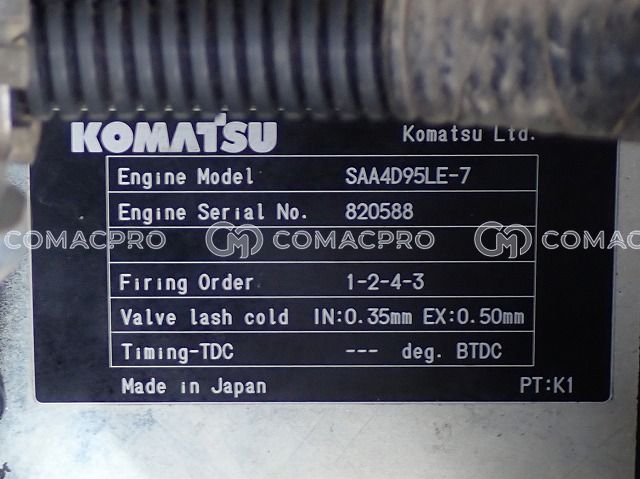 KOMATSU Komatsu Ltd.
Engine Model SAA4D95LE-7
Engine Serial No. 820588
COMACPRO COMACPRO COMACPRO
Firing Order 1-2-4-3
Valve lash cold IN:0.35mm EX:0.50mm
Timing-TDC --- deg. BTDC
Made in Japan PT:K1